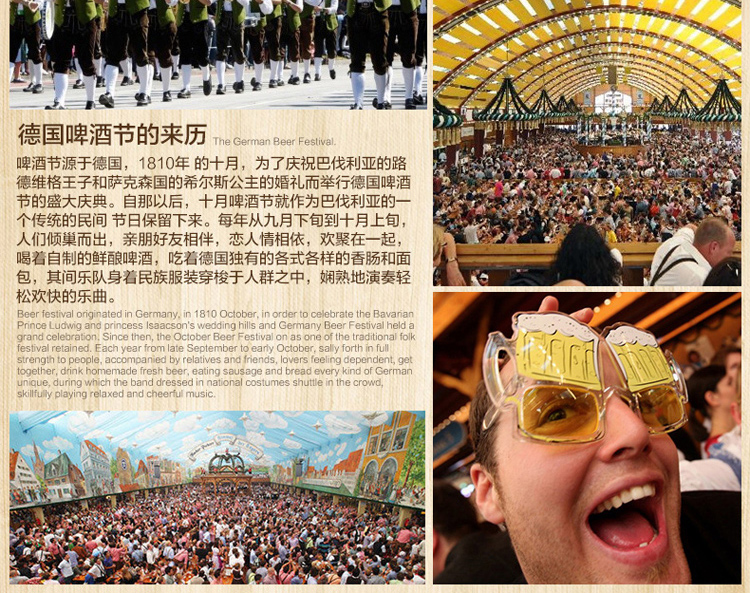 德国啤酒节的来历 The German Beer Festival.
啤酒节源于德国，1810年 的十月，为了庆祝巴伐利亚的路
德维格王子和萨克森国的希尔斯公主的婚礼而举行德国啤酒
节的盛大庆典。自那以后，十月啤酒节就作为巴伐利亚的一
个传统的民间 节日保留下来。每年从九月下旬到十月上旬，
人们倾巢而出，亲朋好友相伴，恋人情相依，欢聚在一起，
喝着自制的鲜酿啤酒，吃着德国独有的各式各样的香肠和面
包，其间乐队身着民族服装穿梭于人群之中，娴熟地演奏轻
松欢快的乐曲。
Beer festival originated in Germany, in 1810 October, in order to celebrate the Bavarian
Prince Ludwig and princess Isaacson's wedding hills and Germany Beer Festival held a
grand celebration. Since then, the October Beer Festival on as one of the traditional folk
festival retained. Each year from late September to early October, sally forth in full
strength to people, accompanied by relatives and friends, lovers feeling dependent, get
together, drink homemade fresh beer, eating sausage and bread every kind of German
unique, during which the band dressed in national costumes shuttle in the crowd,
skillfully playing relaxed and cheerful music.